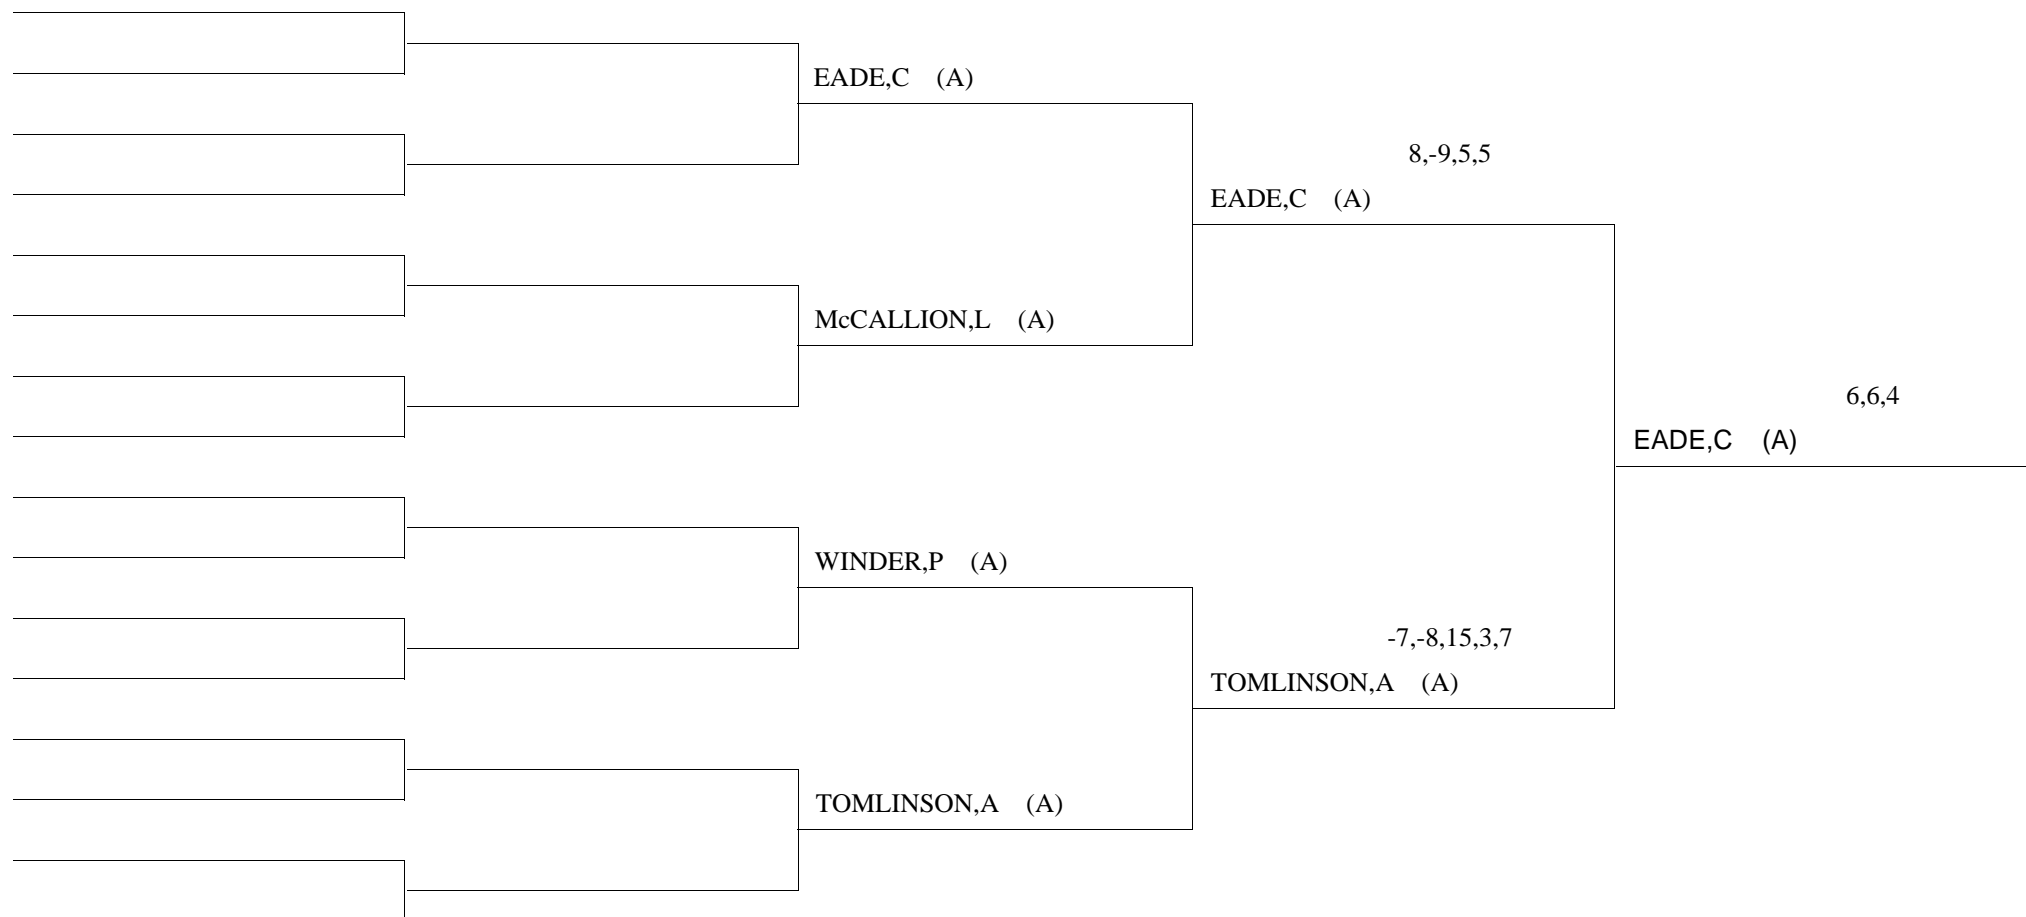 EADE,C (A)
8,-9,5,5
EADE,C (A)
McCALLION,L (A)
6,6,4
EADE,C (A)
WINDER,P (A)
-7,-8,15,3,7
TOMLINSON,A (A)
TOMLINSON,A (A)